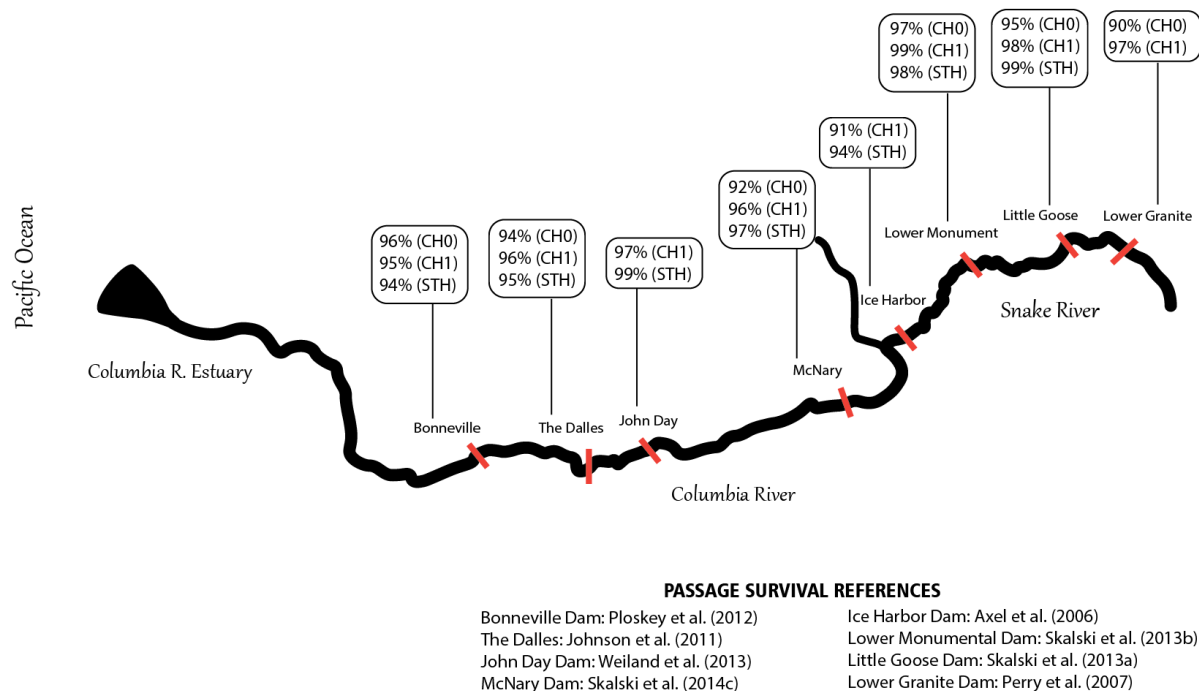 97% (CH0)
99% (CH1)
98% (STH)
95% (CH0)
98% (CH1)
99% (STH)
90% (CH0)
97% (CH1)
91% (CH1)
94% (STH)
92% (CH0)
96% (CH1)
97% (STH)
96% (CH0)
95% (CH1)
94% (STH)
94% (CH0)
96% (CH1)
95% (STH)
97% (CH1)
99% (STH)
Pacific Ocean
Lower Monument
Little Goose
Lower Granite
Ice Harbor
Snake River
Columbia R. Estuary
McNary
Bonneville
The Dalles
John Day
Columbia River
PASSAGE SURVIVAL REFERENCES
Bonneville Dam: Ploskey et al. (2012)
The Dalles: Johnson et al. (2011)
John Day Dam: Weiland et al. (2013)
McNary Dam: Skalski et al. (2014c)
Ice Harbor Dam: Axel et al. (2006)
Lower Monumental Dam: Skalski et al. (2013b)
Little Goose Dam: Skalski et al. (2013a)
Lower Granite Dam: Perry et al. (2007)